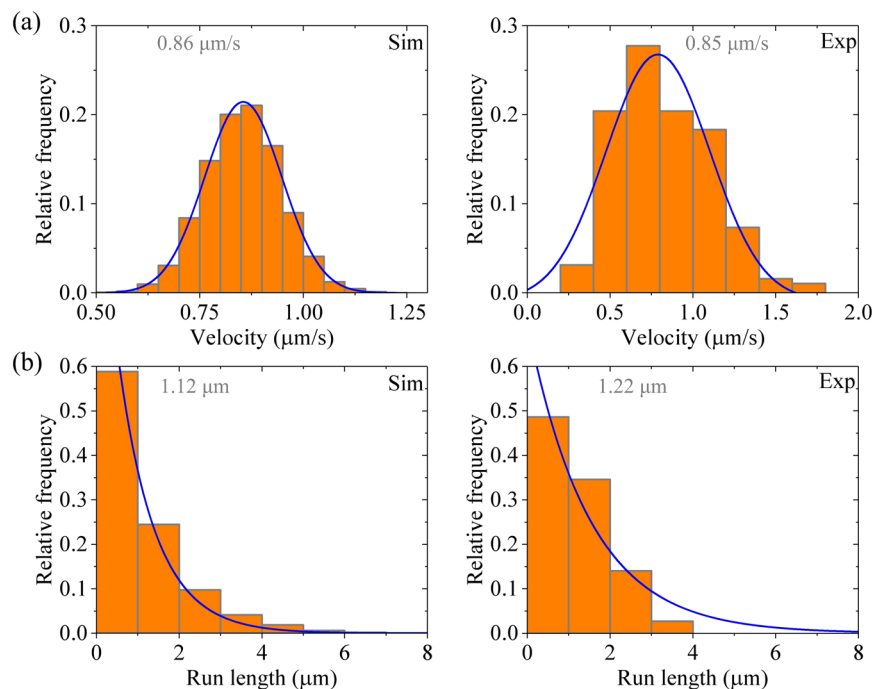 (a)
0.86 μm/s
Sim
0.3
0.2
0.1
0.0
Relative frequency
0.50
0.75
1.00
1.25
Velocity (μm/s)
0.85 μm/s
Exp
0.3
0.2
0.1
0.0
Relative frequency
0.0
0.5
1.0
1.5
2.0
Velocity (μm/s)
(b)
1.12 μm
Sim
0.6
0.5
0.4
0.3
0.2
0.1
0.0
Relative frequency
0
2
4
6
8
Run length (μm)
1.22 μm
Exp
0.6
0.5
0.4
0.3
0.2
0.1
0.0
Relative frequency
0
2
4
6
8
Run length (μm)